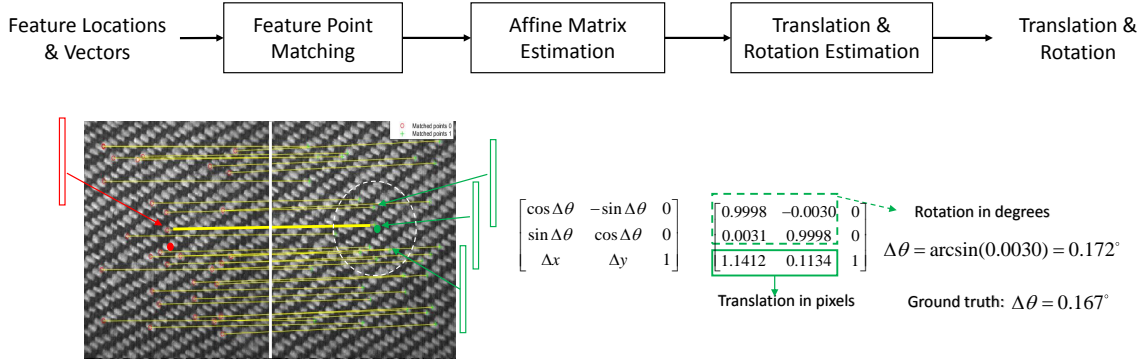 Feature Locations
& Vectors
Feature Point
Matching
Affine Matrix
Estimation
Translation &
Rotation Estimation
Translation &
Rotation
Matched points 0
Matched points 1
cos Δθ −sin Δθ 0
sin Δθ cos Δθ 0
Δx Δy 1
0.9998 −0.0030 0
0.0031 0.9998 0
1.1412 0.1134 1
Rotation in degrees
Δθ = arcsin(0.0030) = 0.172°
Translation in pixels
Ground truth: Δθ = 0.167°